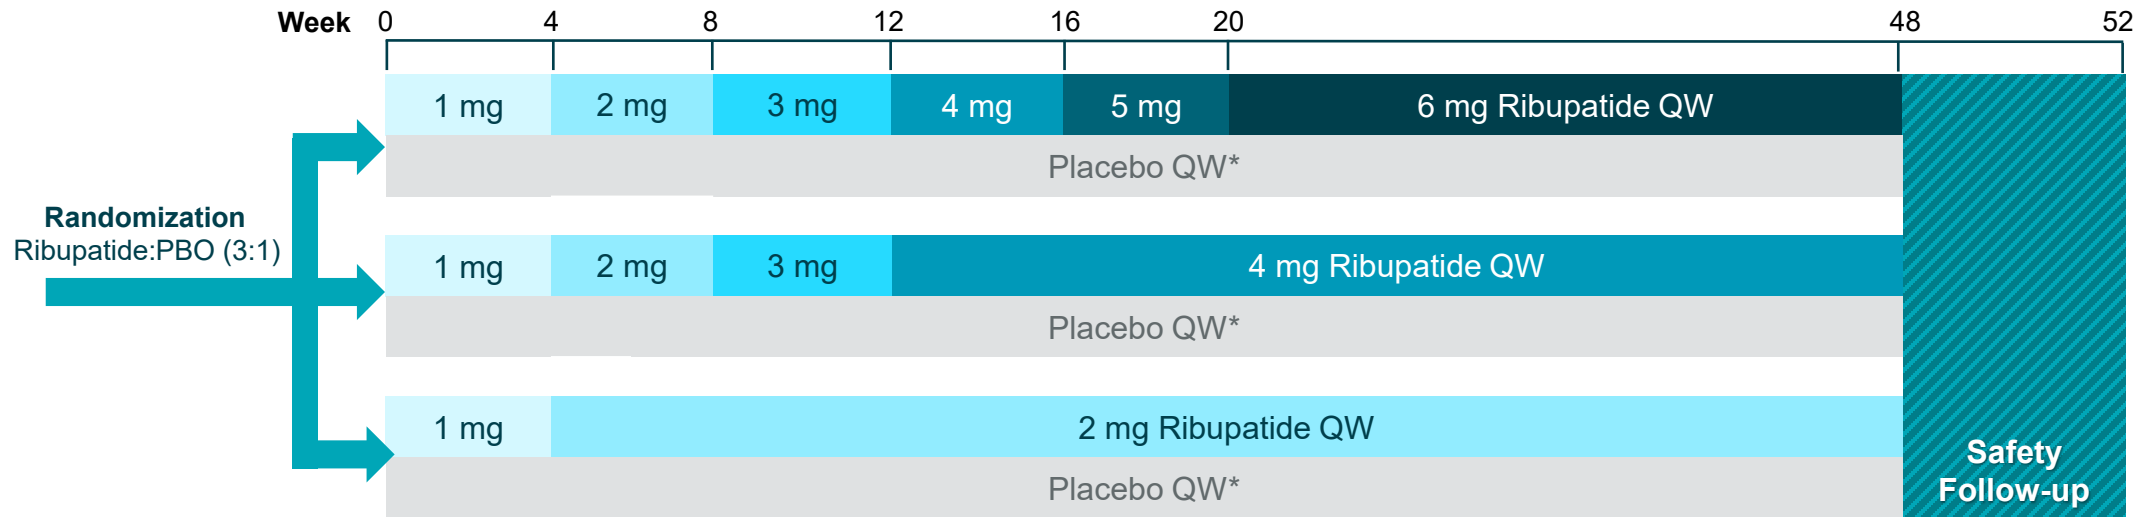 Week 0 4 8 12 16 20 48 52
1 mg 2 mg 3 mg 4 mg 5 mg 6 mg Ribupatide QW
Placebo QW*
Randomization
Ribupatide:PBO (3:1)
1 mg 2 mg 3 mg 4 mg Ribupatide QW
Placebo QW*
1 mg 2 mg Ribupatide QW
Placebo QW*
Safety
Follow-up